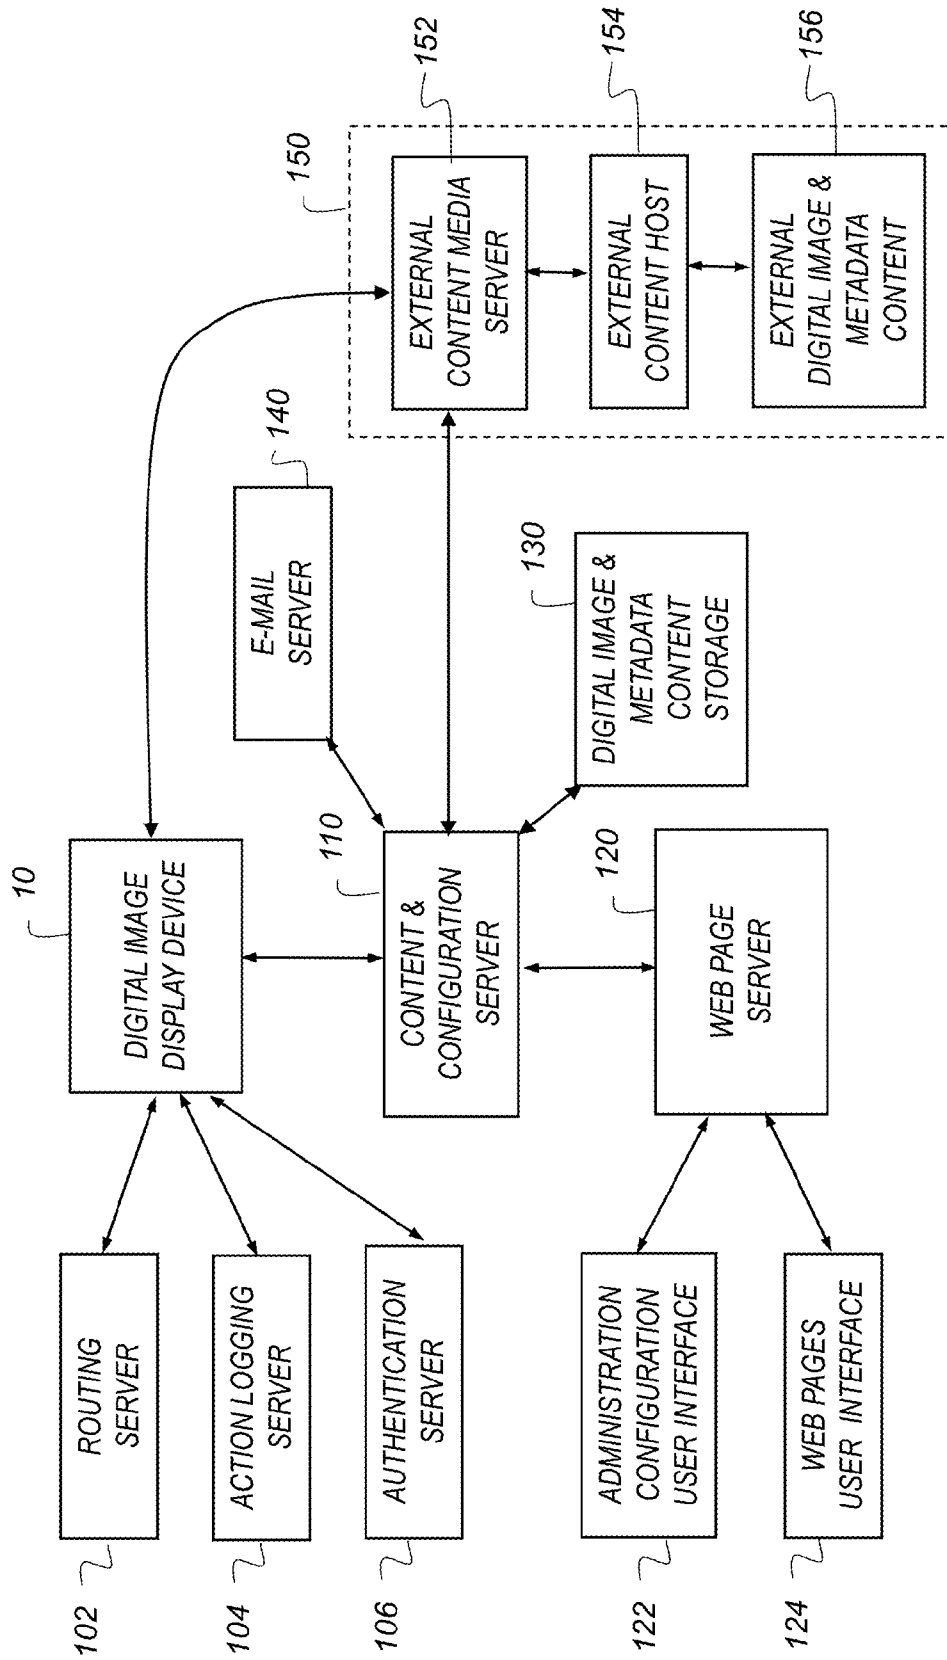 10
DIGITAL IMAGE
DISPLAY DEVICE
102
ROUTING
SERVER
104
ACTION LOGGING
SERVER
106
AUTHENTICATION
SERVER
110
CONTENT &
CONFIGURATION
SERVER
120
WEB PAGE
SERVER
122
ADMINISTRATION
CONFIGURATION
USER INTERFACE
124
WEB PAGES
USER INTERFACE
130
DIGITAL IMAGE &
METADATA
CONTENT
STORAGE
140
E-MAIL
SERVER
150
152
EXTERNAL
CONTENT MEDIA
SERVER
154
EXTERNAL
CONTENT HOST
156
EXTERNAL
DIGITAL IMAGE &
METADATA
CONTENT